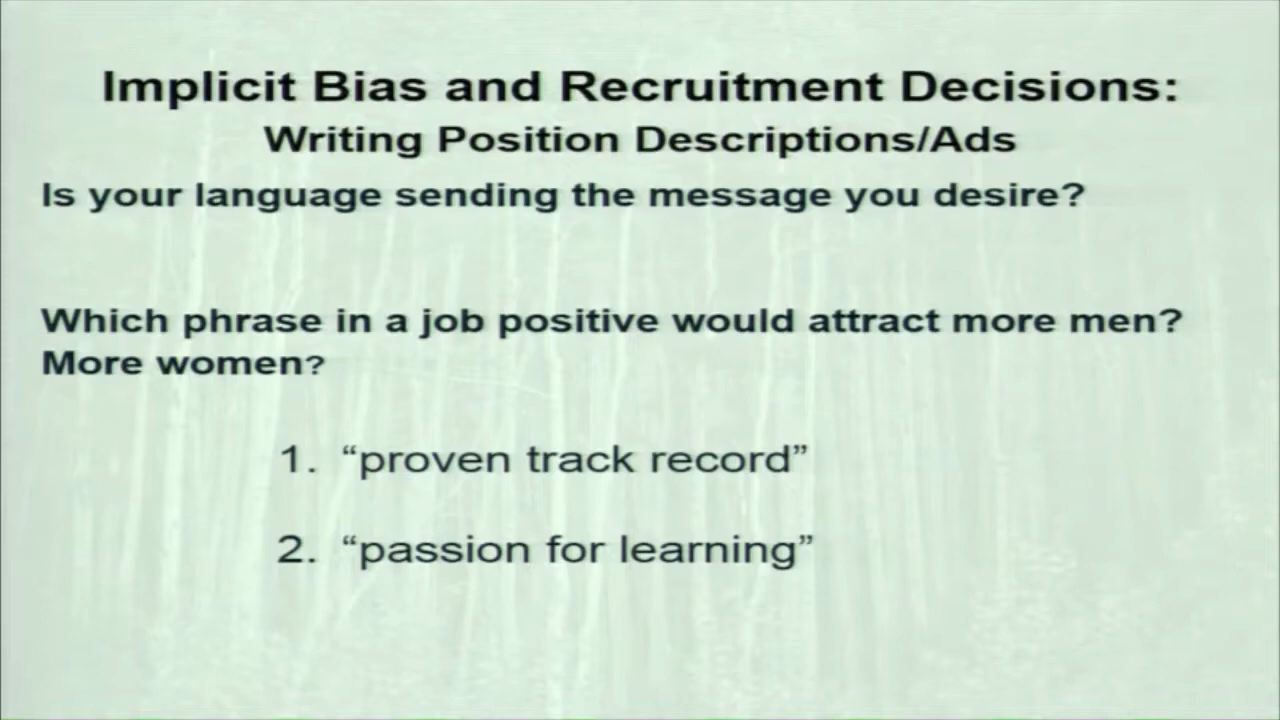 Implicit Bias and Recruitment Decisions:
Writing Position Descriptions/Ads
Is your language sending the message you desire?
Which phrase in a job positive would attract more men?
More women?
1. “proven track record”
2. “passion for learning”